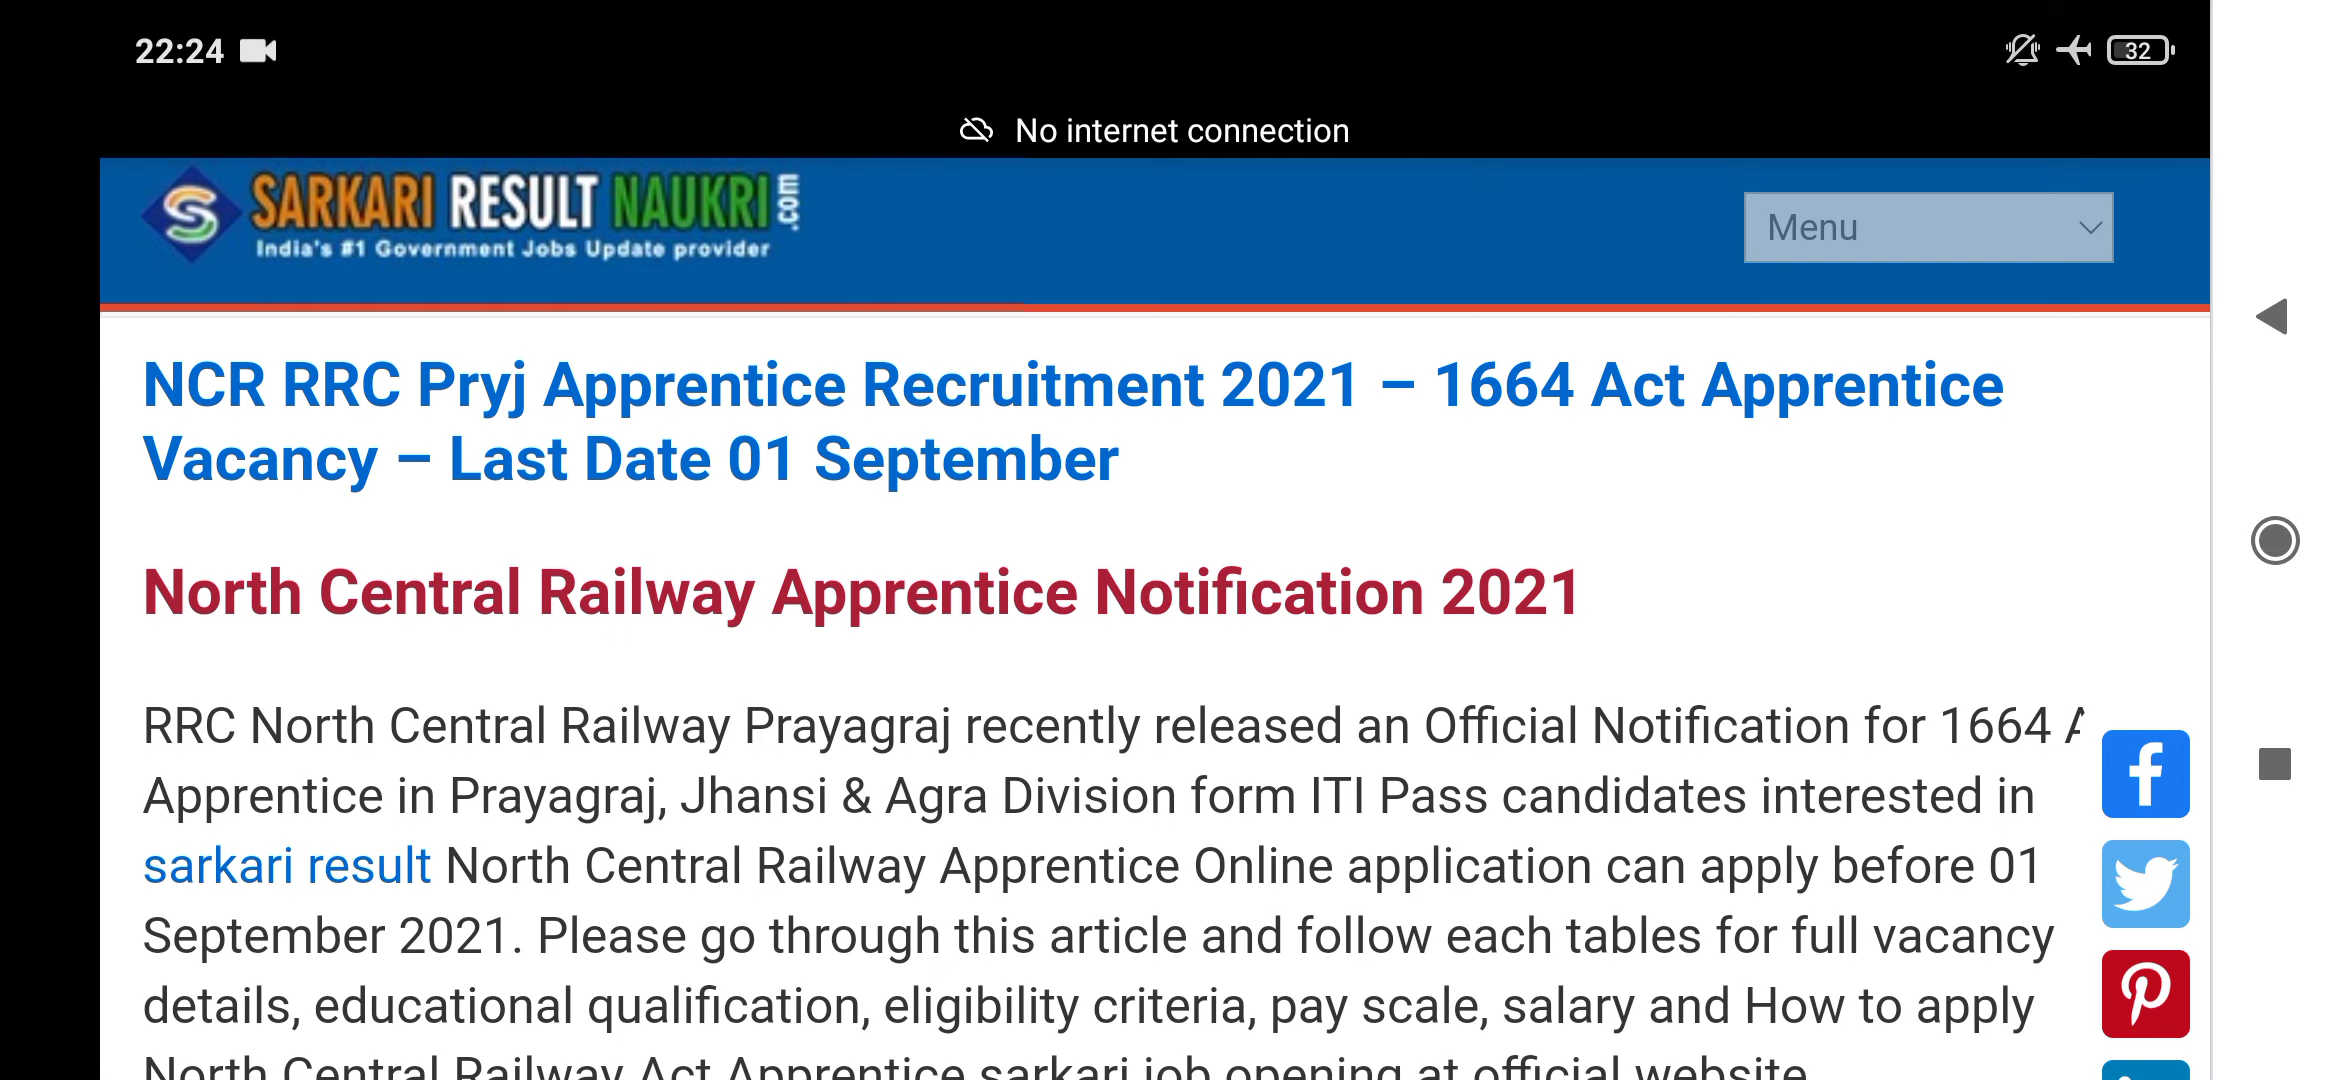 22:24
32
No internet connection
SARKARI RESULT NAUKRI.com
India's #1 Government Jobs Update provider
Menu
NCR RRC Pryj Apprentice Recruitment 2021 – 1664 Act Apprentice
Vacancy – Last Date 01 September
North Central Railway Apprentice Notification 2021
RRC North Central Railway Prayagraj recently released an Official Notification for 1664
Apprentice in Prayagraj, Jhansi & Agra Division form ITI Pass candidates interested in
sarkari result North Central Railway Apprentice Online application can apply before 01
September 2021. Please go through this article and follow each tables for full vacancy
details, educational qualification, eligibility criteria, pay scale, salary and How to apply
North Central Railway Act Apprentice sarkari job opening at official website